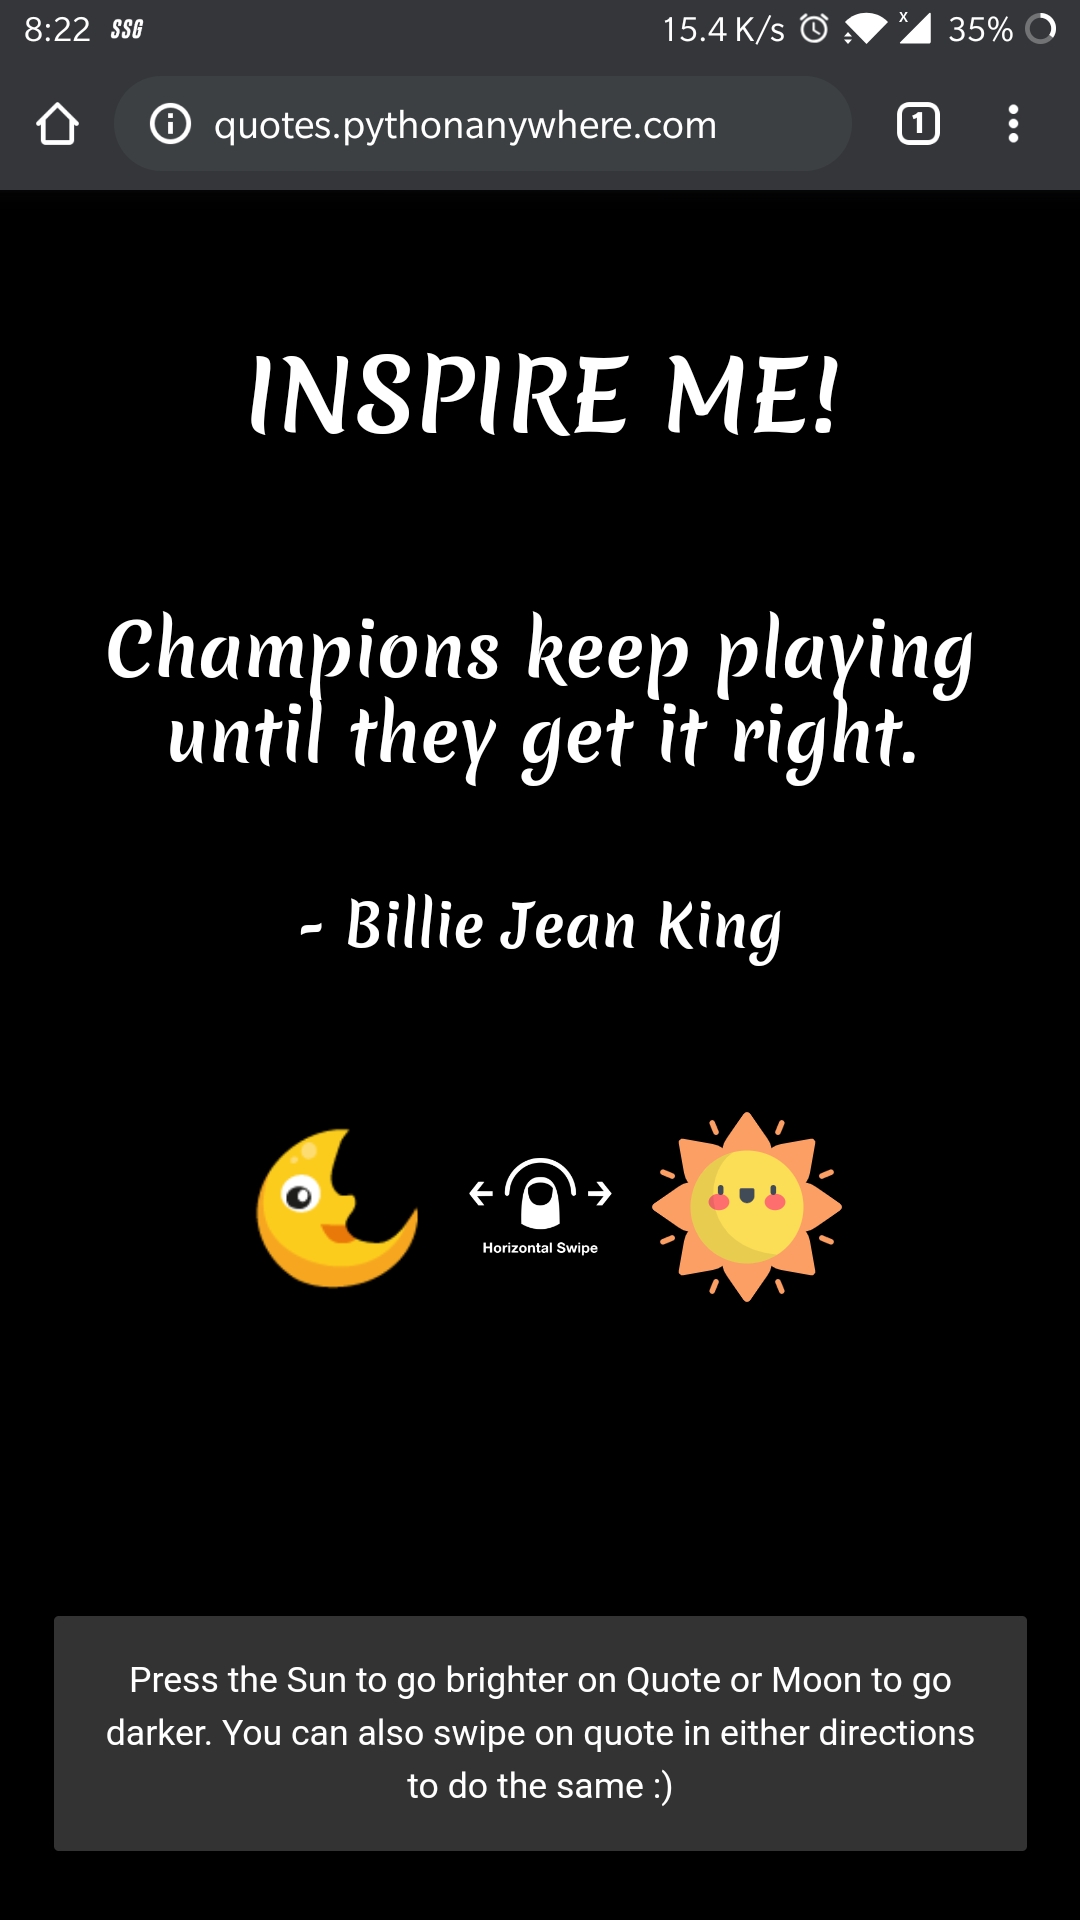 8:22 SSG 15.4 K/s x 35%
quotes.pythonanywhere.com 1
INSPIRE ME!
Champions keep playing
until they get it right.
- Billie Jean King
Horizontal Swipe
Press the Sun to go brighter on Quote or Moon to go
darker. You can also swipe on quote in either directions
to do the same :)